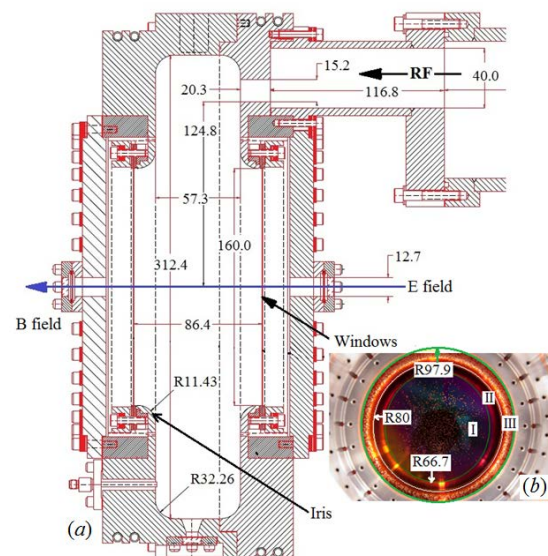 15.2
RF
20.3
116.8
40.0
124.8
57.3
160.0
12.7
312.4
E field
B field
86.4
Windows
R11.43
R97.9
II
R80
I
III
R66.7
R32.26
Iris
(a)
(b)